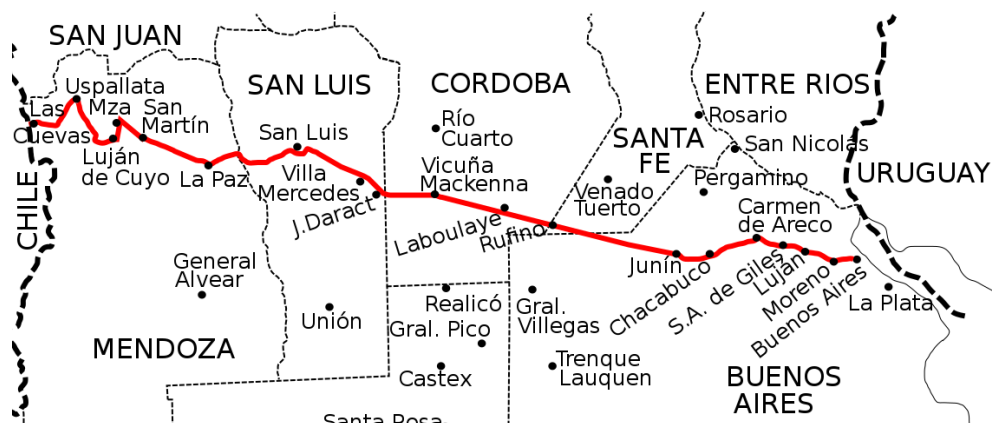 SAN JUAN
Uspallata
Las
Cuevas
Mza
San
Martín
Luján
de Cuyo
La Paz
SAN LUIS
San Luis
Villa
Mercedes
J.Daract
CORDOBA
Río
Cuarto
Vicuña
Mackenna
Laboulaye
Rufino
SANTA
FE
Venado
Tuerto
ENTRE RIOS
Rosario
San Nicolás
Pergamino
URUGUAY
Carmen
de Areco
Junín
Chacabuco
S.A. de Giles
Luján
Moreno
Buenos Aires
La Plata
CHILE
General
Alvear
Unión
MENDOZA
Realicó
Gral. Pico
Castex
Santa Rosa
Gral.
Villegas
Trenque
Lauquen
BUENOS
AIRES